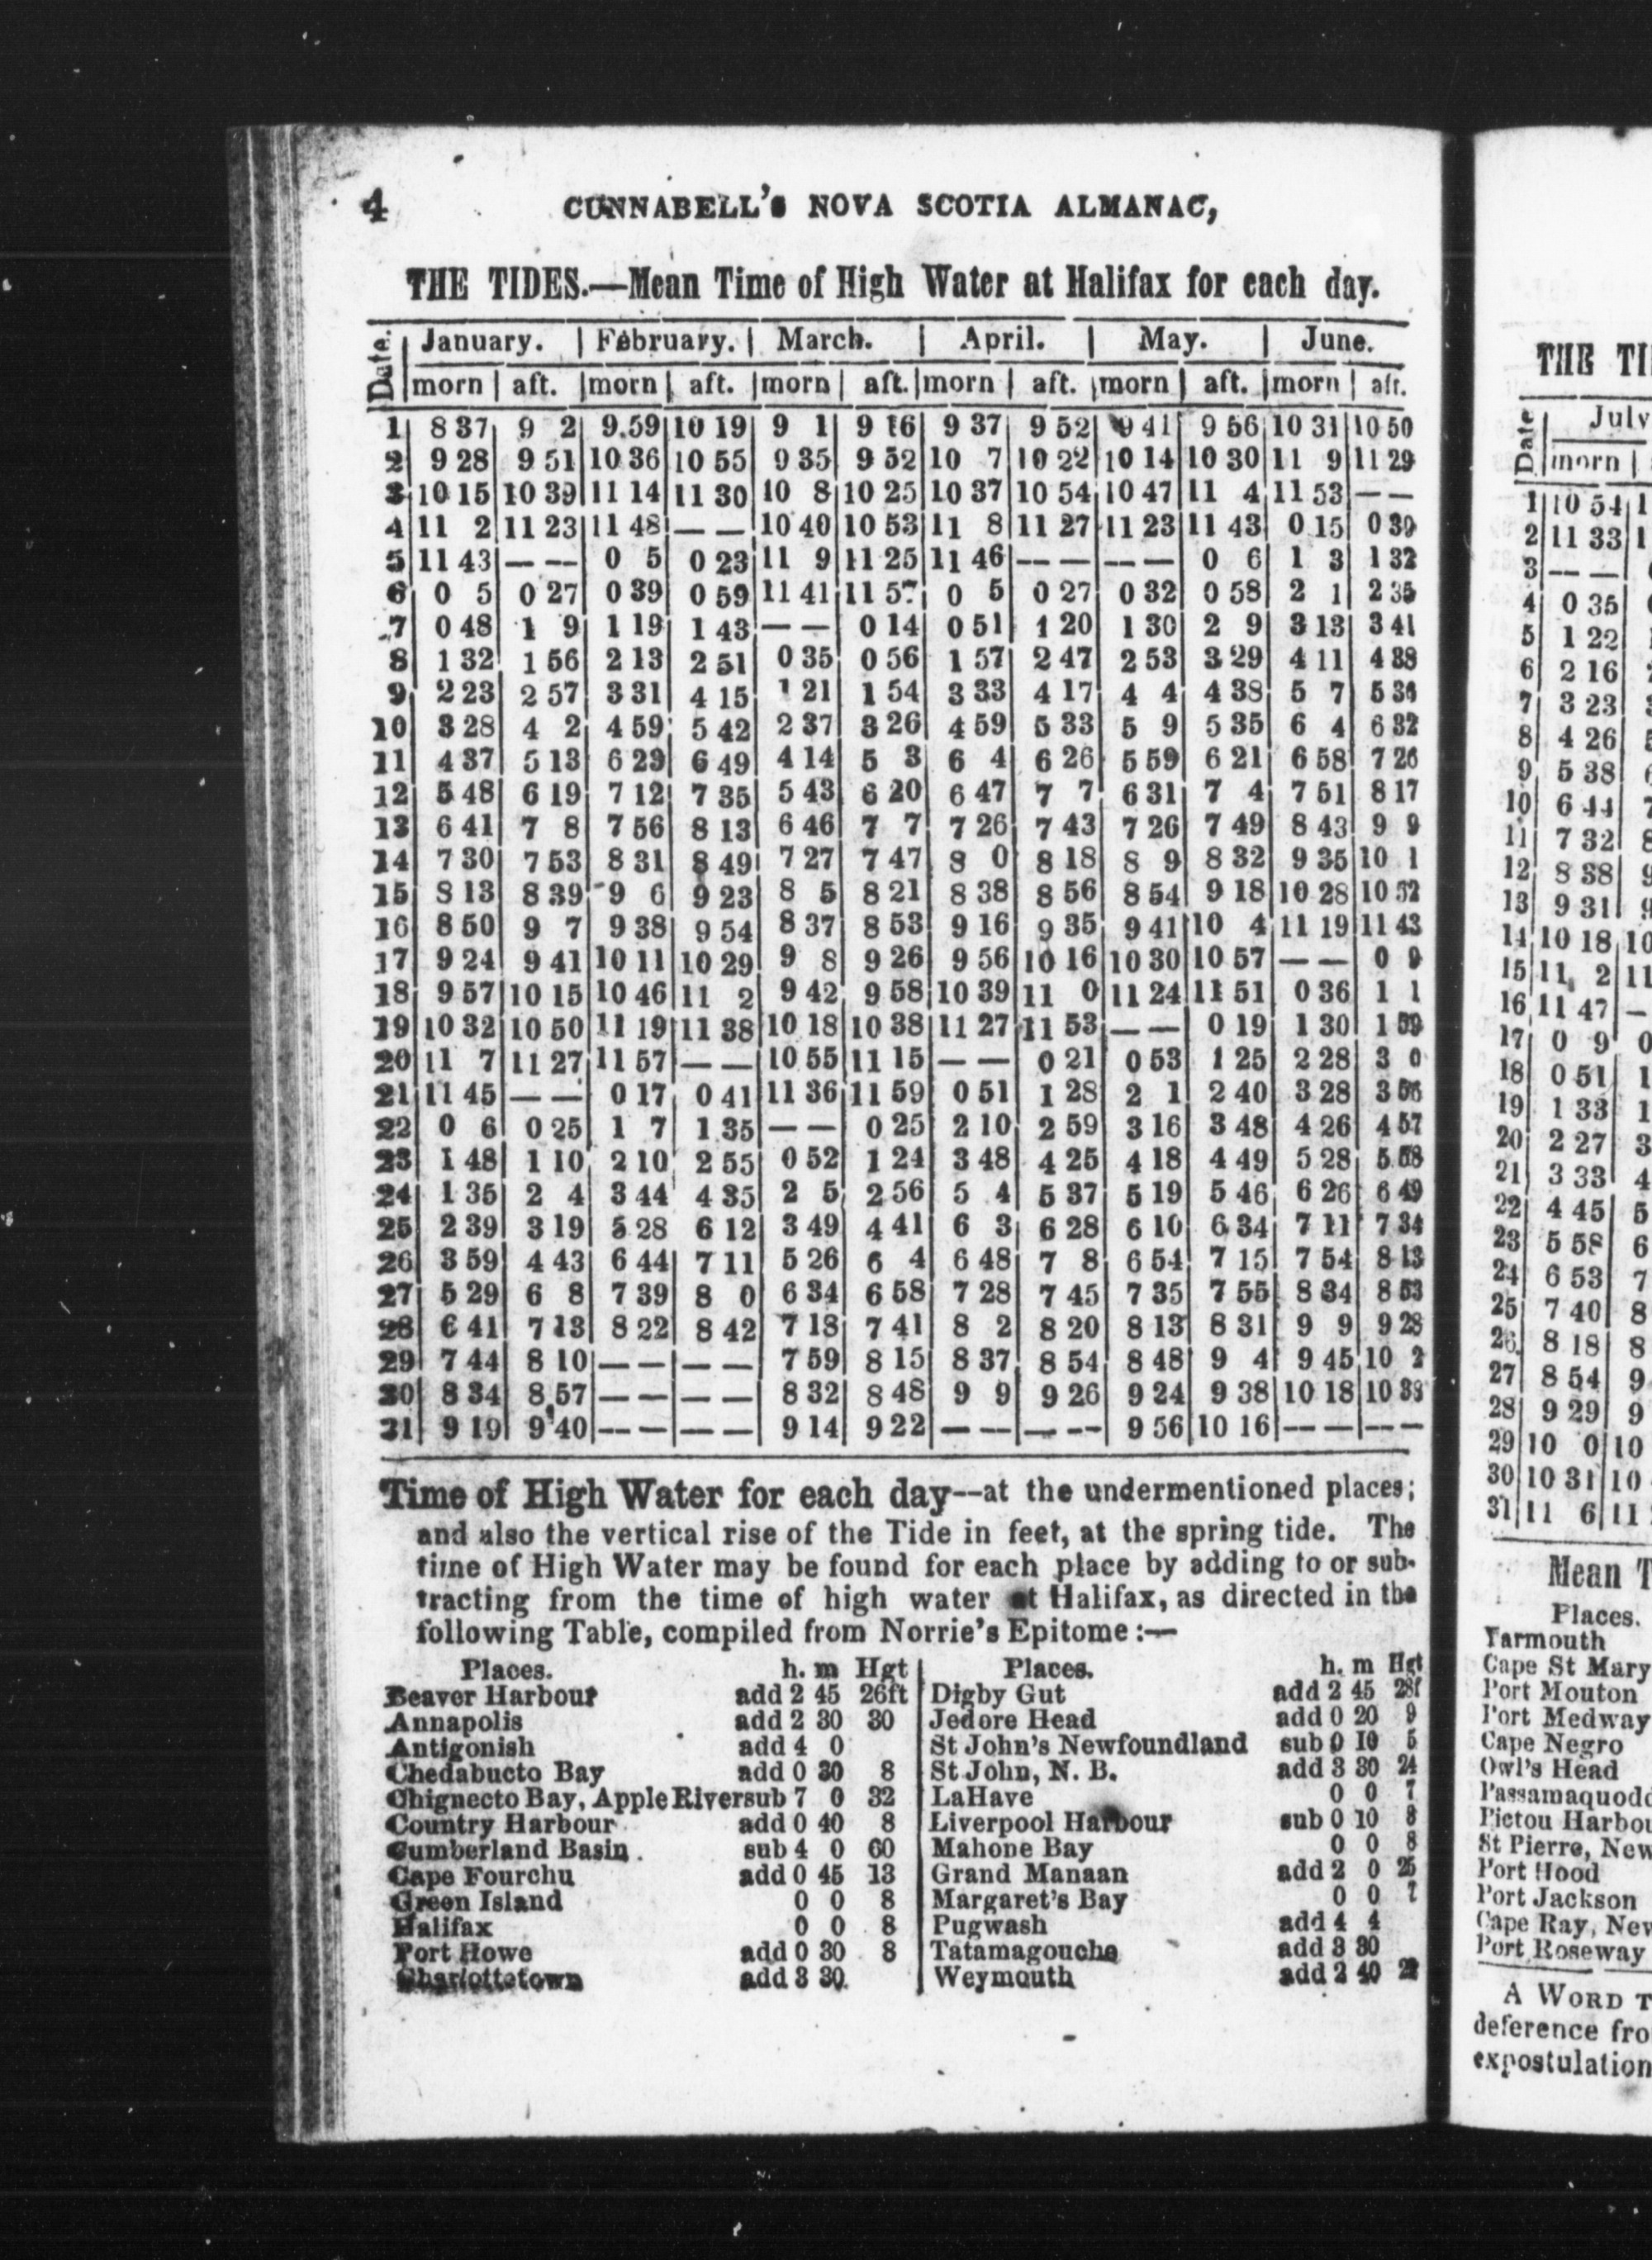 4 CUNNABELL'S NOVA SCOTIA ALMANAC,
THE TIDES.—Mean Time of High Water at Halifax for each day.
Date. | January. | February. | March. | April. | May. | June.
morn | aft. | morn | aft. | morn | aft. | morn | aft. | morn | aft. | morn | aft.
1 | 8 37 | 9 2 | 9.59 | 10 19 | 9 1 | 9 16 | 9 37 | 9 52 | 9 41 | 9 56 | 10 31 | 10 50
2 | 9 28 | 9 51 | 10 36 | 10 55 | 9 35 | 9 52 | 10 7 | 10 22 | 10 14 | 10 30 | 11 9 | 11 29
3 | 10 15 | 10 39 | 11 14 | 11 30 | 10 8 | 10 25 | 10 37 | 10 54 | 10 47 | 11 4 | 11 53 | — —
4 | 11 2 | 11 23 | 11 48 | — — | 10 40 | 10 53 | 11 8 | 11 27 | 11 23 | 11 43 | 0 15 | 0 39
5 | 11 43 | — — | 0 5 | 0 23 | 11 9 | 11 25 | 11 46 | — — | — — | 0 6 | 1 3 | 1 32
6 | 0 5 | 0 27 | 0 39 | 0 59 | 11 41 | 11 57 | 0 5 | 0 27 | 0 32 | 0 58 | 2 1 | 2 35
7 | 0 48 | 1 9 | 1 19 | 1 43 | — — | 0 14 | 0 51 | 1 20 | 1 30 | 2 9 | 3 13 | 3 41
8 | 1 32 | 1 56 | 2 13 | 2 51 | 0 35 | 0 56 | 1 57 | 2 47 | 2 53 | 3 29 | 4 11 | 4 38
9 | 2 23 | 2 57 | 3 31 | 4 15 | 1 21 | 1 54 | 3 33 | 4 17 | 4 4 | 4 38 | 5 7 | 5 36
10 | 3 28 | 4 2 | 4 59 | 5 42 | 2 37 | 3 26 | 4 59 | 5 33 | 5 9 | 5 35 | 6 4 | 6 32
11 | 4 37 | 5 13 | 6 29 | 6 49 | 4 14 | 5 3 | 6 4 | 6 26 | 5 59 | 6 21 | 6 58 | 7 26
12 | 5 48 | 6 19 | 7 12 | 7 35 | 5 43 | 6 20 | 6 47 | 7 7 | 6 31 | 7 4 | 7 51 | 8 17
13 | 6 41 | 7 8 | 7 56 | 8 13 | 6 46 | 7 7 | 7 26 | 7 43 | 7 26 | 7 49 | 8 43 | 9 9
14 | 7 30 | 7 53 | 8 31 | 8 49 | 7 27 | 7 47 | 8 0 | 8 18 | 8 9 | 8 32 | 9 35 | 10 1
15 | 8 13 | 8 39 | 9 6 | 9 23 | 8 5 | 8 21 | 8 38 | 8 56 | 8 54 | 9 18 | 10 28 | 10 52
16 | 8 50 | 9 7 | 9 38 | 9 54 | 8 37 | 8 53 | 9 16 | 9 35 | 9 41 | 10 4 | 11 19 | 11 43
17 | 9 24 | 9 41 | 10 11 | 10 29 | 9 8 | 9 26 | 9 56 | 10 16 | 10 30 | 10 57 | — — | 0 9
18 | 9 57 | 10 15 | 10 46 | 11 2 | 9 42 | 9 58 | 10 39 | 11 0 | 11 24 | 11 51 | 0 36 | 1 1
19 | 10 32 | 10 50 | 11 19 | 11 38 | 10 18 | 10 38 | 11 27 | 11 53 | — — | 0 19 | 1 30 | 1 59
20 | 11 7 | 11 27 | 11 57 | — — | 10 55 | 11 15 | — — | 0 21 | 0 53 | 1 25 | 2 28 | 3 0
21 | 11 45 | — — | 0 17 | 0 41 | 11 36 | 11 59 | 0 51 | 1 28 | 2 1 | 2 40 | 3 28 | 3 56
22 | 0 6 | 0 25 | 1 7 | 1 35 | — — | 0 25 | 2 10 | 2 59 | 3 16 | 3 48 | 4 26 | 4 57
23 | 1 48 | 1 10 | 2 10 | 2 55 | 0 52 | 1 24 | 3 48 | 4 25 | 4 18 | 4 49 | 5 28 | 5 58
24 | 1 35 | 2 4 | 3 44 | 4 35 | 2 5 | 2 56 | 5 4 | 5 37 | 5 19 | 5 46 | 6 26 | 6 49
25 | 2 39 | 3 19 | 5 28 | 6 12 | 3 49 | 4 41 | 6 3 | 6 28 | 6 10 | 6 34 | 7 11 | 7 34
26 | 3 59 | 4 43 | 6 44 | 7 11 | 5 26 | 6 4 | 6 48 | 7 8 | 6 54 | 7 15 | 7 54 | 8 13
27 | 5 29 | 6 8 | 7 39 | 8 0 | 6 34 | 6 58 | 7 28 | 7 45 | 7 35 | 7 55 | 8 34 | 8 53
28 | 6 41 | 7 13 | 8 22 | 8 42 | 7 18 | 7 41 | 8 2 | 8 20 | 8 13 | 8 31 | 9 9 | 9 28
29 | 7 44 | 8 10 | — — | — — | 7 59 | 8 15 | 8 37 | 8 54 | 8 48 | 9 4 | 9 45 | 10 2
30 | 8 34 | 8 57 | — — | — — | 8 32 | 8 48 | 9 9 | 9 26 | 9 24 | 9 38 | 10 18 | 10 38
31 | 9 19 | 9 40 | — — | — — | 9 14 | 9 22 | — — | — — | 9 56 | 10 16 | — — | — —
Time of High Water for each day—at the undermentioned places;
and also the vertical rise of the Tide in feet, at the spring tide. The
time of High Water may be found for each place by adding to or sub-
tracting from the time of high water at Halifax, as directed in the
following Table, compiled from Norrie's Epitome:—
Places. h. m Hgt | Places. h. m Hgt
Beaver Harbour add 2 45 26ft | Digby Gut add 2 45 28f
Annapolis add 2 30 30 | Jedore Head add 0 20 9
Antigonish add 4 0 | St John's Newfoundland sub 0 10 5
Chedabucto Bay add 0 30 8 | St John, N. B. add 3 30 24
Chignecto Bay, Apple River sub 7 0 32 | LaHave 0 0 7
Country Harbour add 0 40 8 | Liverpool Harbour sub 0 10 8
Cumberland Basin sub 4 0 60 | Mahone Bay 0 0 8
Cape Fourchu add 0 45 13 | Grand Manaan add 2 0 25
Green Island 0 0 8 | Margaret's Bay 0 0 7
Halifax 0 0 8 | Pugwash add 4 4
Port Howe add 0 30 8 | Tatamagouche add 3 30
Charlottetown add 3 30 | Weymouth add 2 40
THE TI
Date | July
morn
1 | 10 54 | 1
2 | 11 33 | 1
3 | — —
4 | 0 35
5 | 1 22
6 | 2 16
7 | 3 23
8 | 4 26
9 | 5 38
10 | 6 44
11 | 7 32
12 | 8 38
13 | 9 31
14 | 10 18 | 10
15 | 11 2 | 11
16 | 11 47 | —
17 | 0 9 | 0
18 | 0 51 | 1
19 | 1 33 | 1
20 | 2 27 | 3
21 | 3 33 | 4
22 | 4 45 | 5
23 | 5 58 | 6
24 | 6 53 | 7
25 | 7 40 | 8
26. | 8 18 | 8
27 | 8 54 | 9
28 | 9 29 | 9
29 | 10 0 | 10
30 | 10 31 | 10
31 | 11 6 | 11
Mean T
Places.
Yarmouth
Cape St Mary
Port Mouton
Port Medway
Cape Negro
Owl's Head
Passamaquodd
Pictou Harbou
St Pierre, New
Port Hood
Port Jackson
Cape Ray, New
Port Roseway
A WORD T
deference fro
expostulation